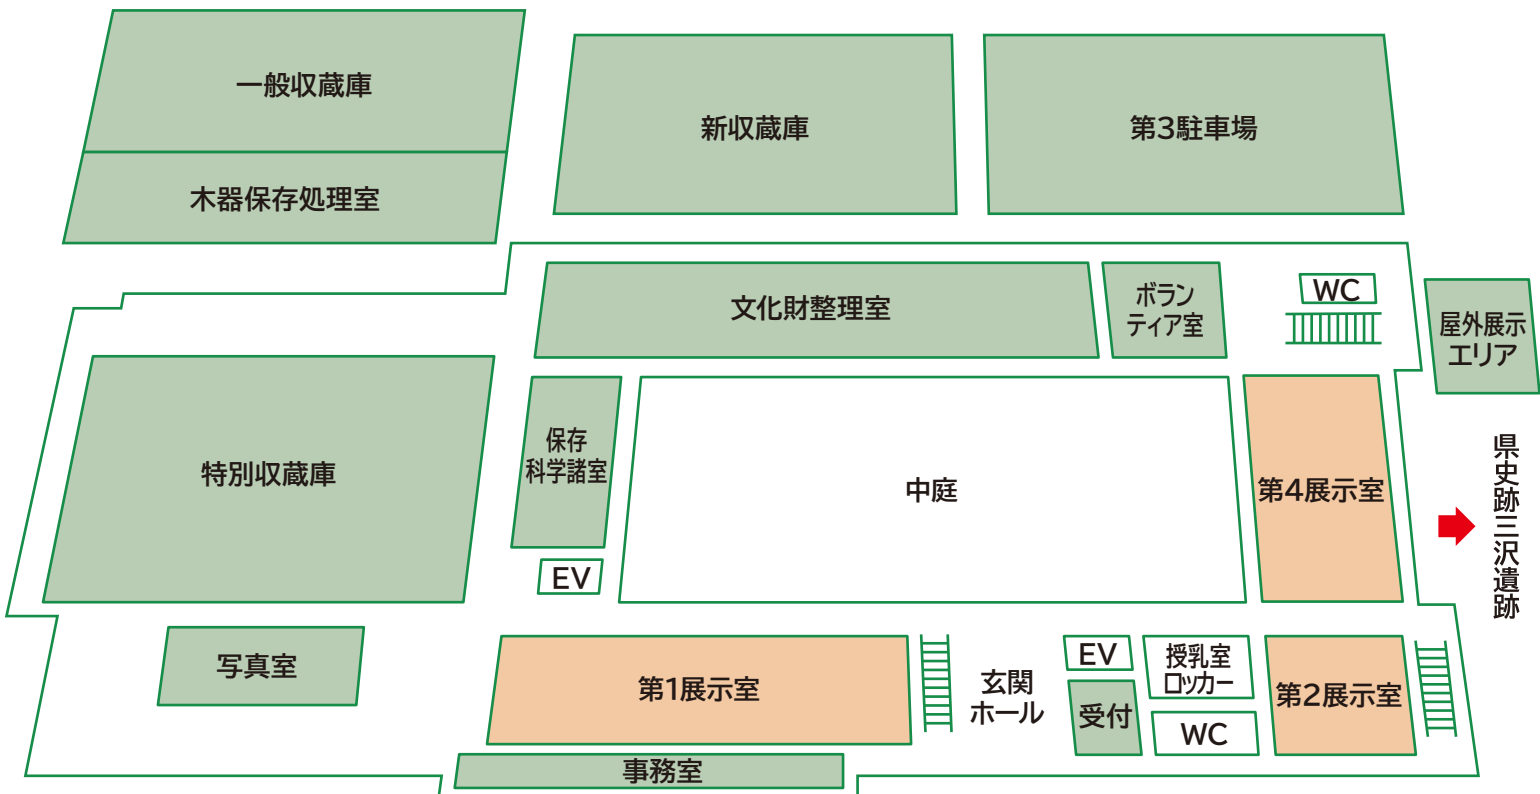 一般収蔵庫
新収蔵庫
第3駐車場
木器保存処理室
文化財整理室
ボラン
ティア室
WC
屋外展示
エリア
特別収蔵庫
保存
科学諸室
中庭
第4展示室
県史跡三沢遺跡
EV
写真室
第1展示室
玄関
ホール
EV
授乳室
ロッカー
受付
WC
第2展示室
事務室